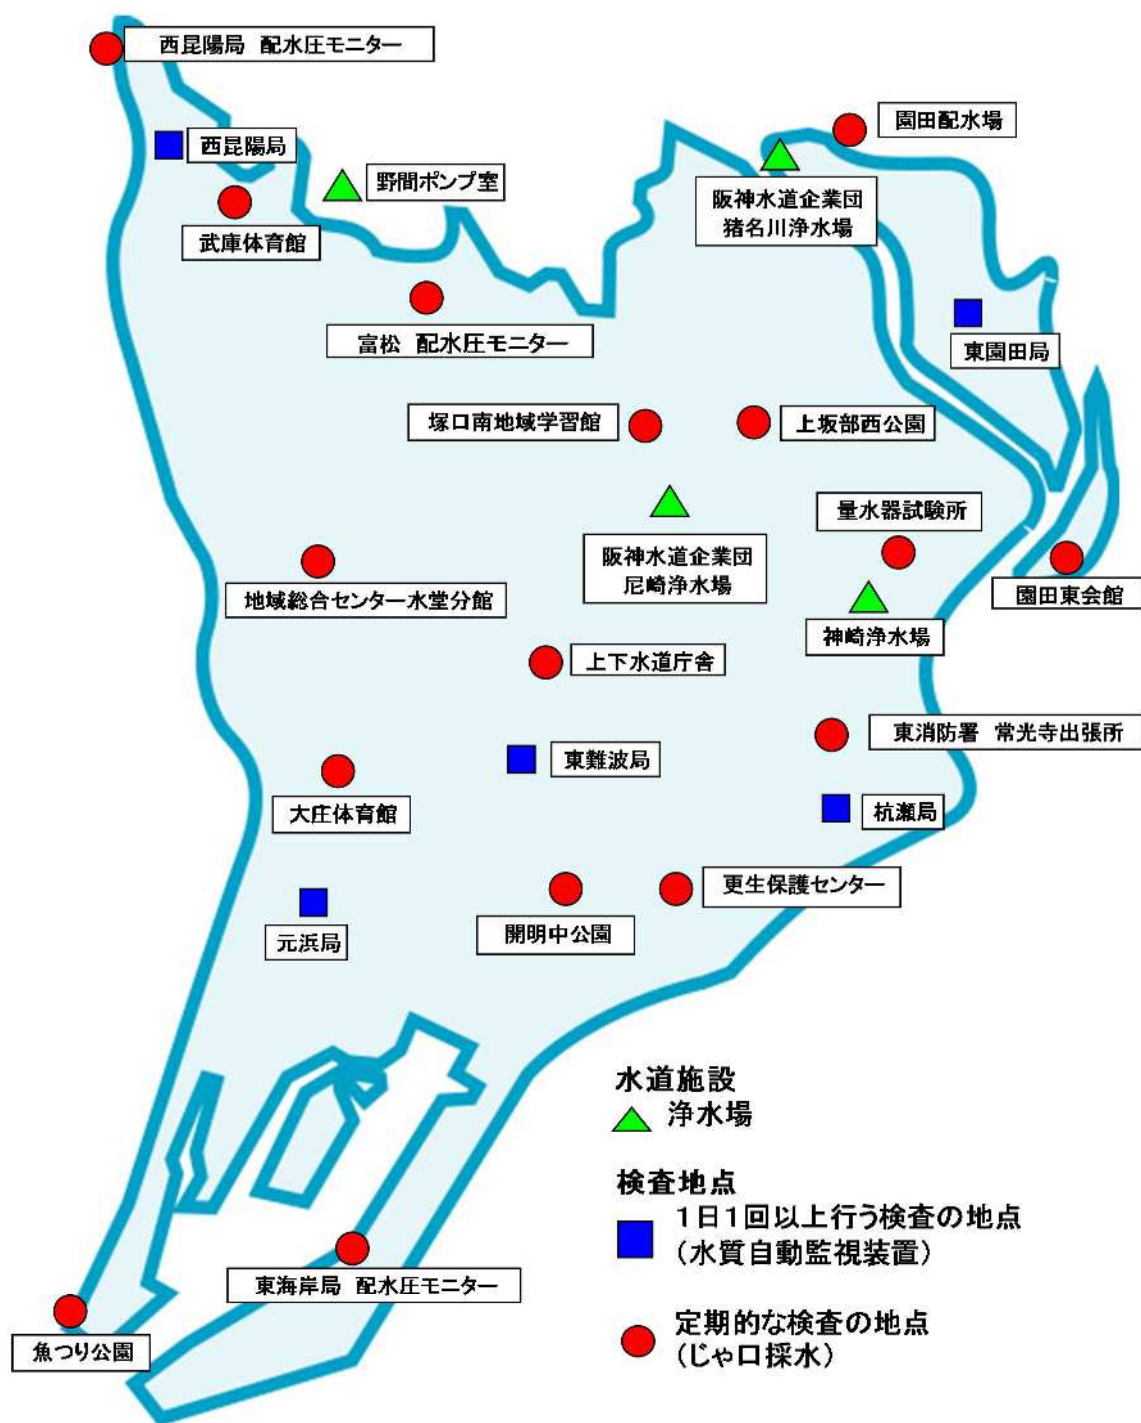 西昆陽局 配水圧モニター
園田配水場
西昆陽局
野間ポンプ室
阪神水道企業団
猪名川浄水場
武庫体育館
富松 配水圧モニター
東園田局
塚口南地域学習館
上坂部西公園
量水器試験所
阪神水道企業団
尼崎浄水場
地域総合センター水堂分館
園田東会館
神崎浄水場
上下水道庁舎
東消防署 常光寺出張所
東難波局
大庄体育館
杭瀬局
更生保護センター
開明中公園
元浜局
水道施設
浄水場
検査地点
1日1回以上行う検査の地点
(水質自動監視装置)
東海岸局 配水圧モニター
定期的な検査の地点
(じゃ口採水)
魚つり公園